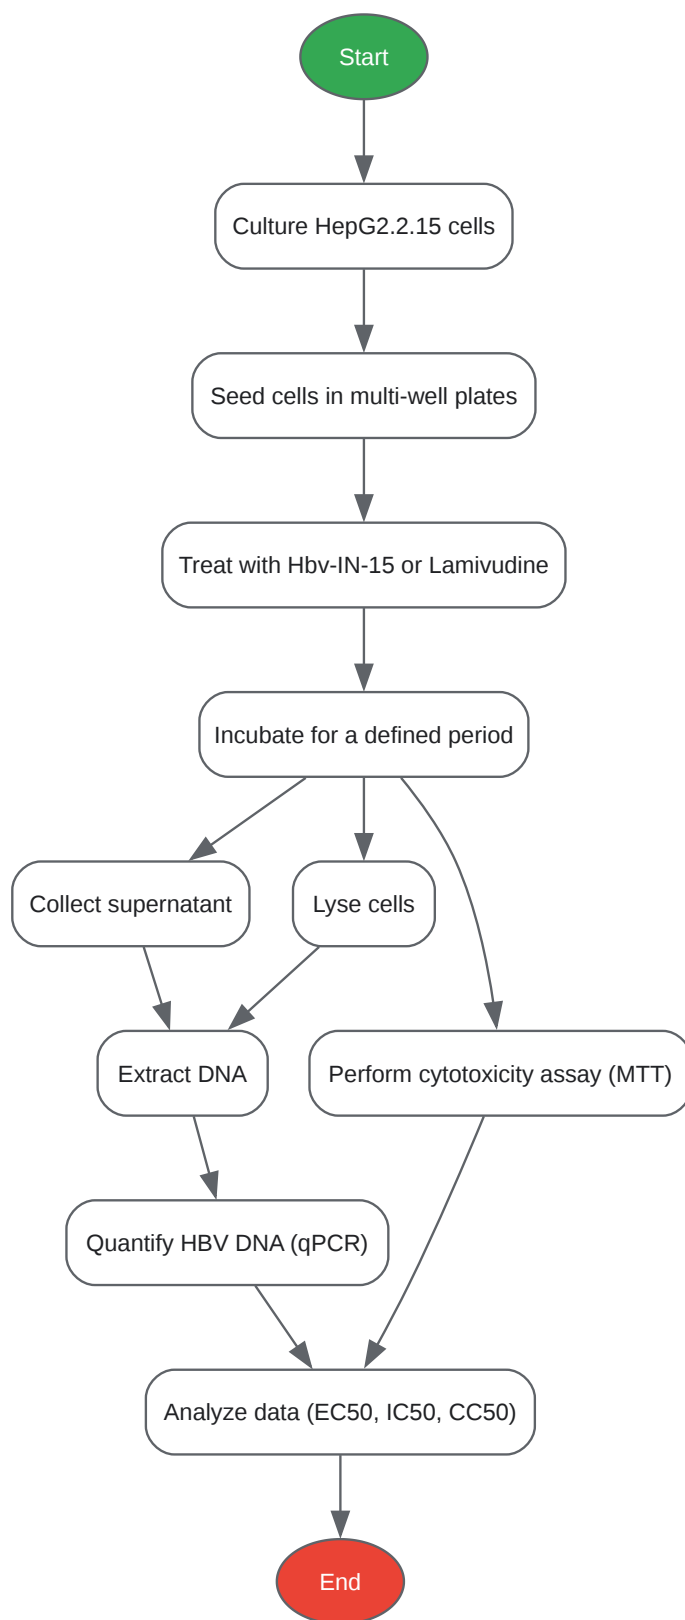 Start
Culture HepG2.2.15 cells
Seed cells in multi-well plates
Treat with Hbv-IN-15 or Lamivudine
Incubate for a defined period
Collect supernatant
Lyse cells
Extract DNA
Perform cytotoxicity assay (MTT)
Quantify HBV DNA (qPCR)
Analyze data (EC50, IC50, CC50)
End